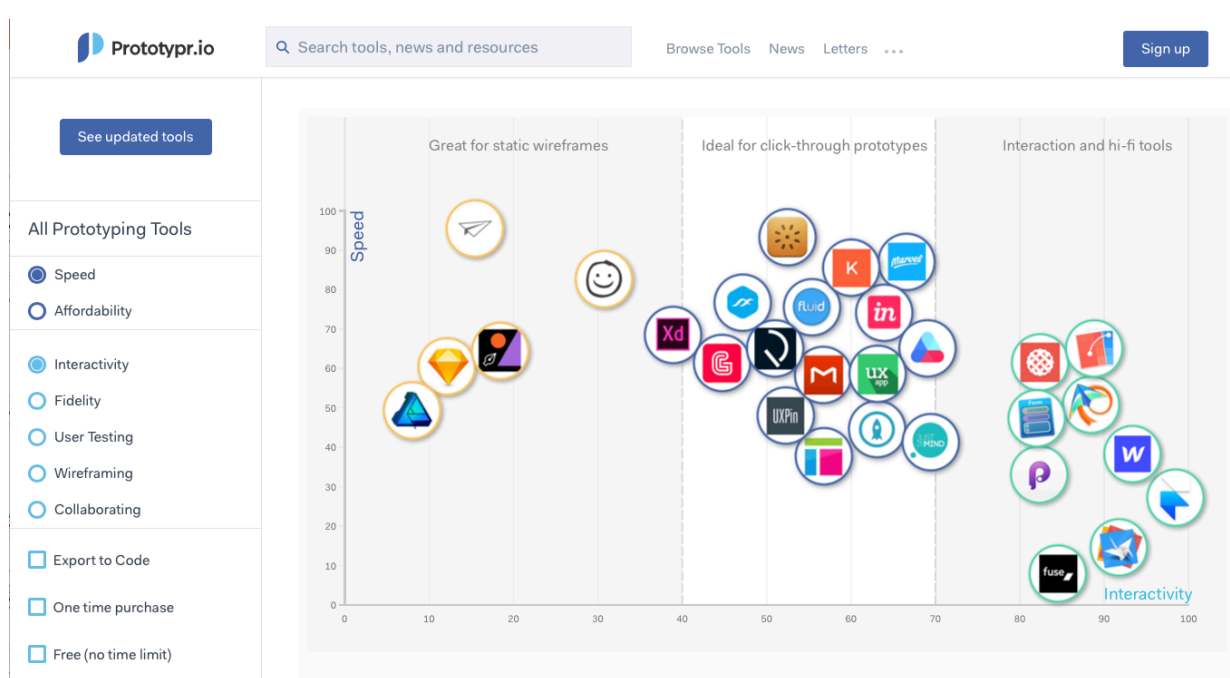 Prototypr.io
Search tools, news and resources
Browse Tools News Letters ...
Sign up
See updated tools
All Prototyping Tools
Speed
Affordability
Interactivity
Fidelity
User Testing
Wireframing
Collaborating
Export to Code
One time purchase
Free (no time limit)
Great for static wireframes
Ideal for click-through prototypes
Interaction and hi-fi tools
Speed
100
90
80
70
60
50
40
30
20
10
0
K
Marvel
fluid
in
Xd
G
M
UX
app
UXPin
JUST
MIND
Form
P
W
fuse
Interactivity
0 10 20 30 40 50 60 70 80 90 100